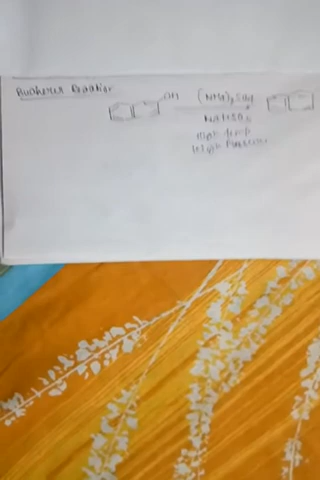 Bucherer Reaction
OH
(NH4)2SO3
NaHSO3
High temp
High Pressure